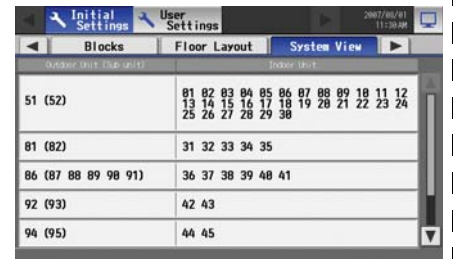 Initial Settings
User Settings
2007/08/01
11:30 AM
Blocks
Floor Layout
System View
Outdoor Unit (Sub unit)
Indoor Unit
51 (52)
01 02 03 04 05 06 07 08 09 10 11 12
13 14 15 16 17 18 19 20 21 22 23 24
25 26 27 28 29 30
81 (82)
31 32 33 34 35
86 (87 88 89 90 91)
36 37 38 39 40 41
92 (93)
42 43
94 (95)
44 45